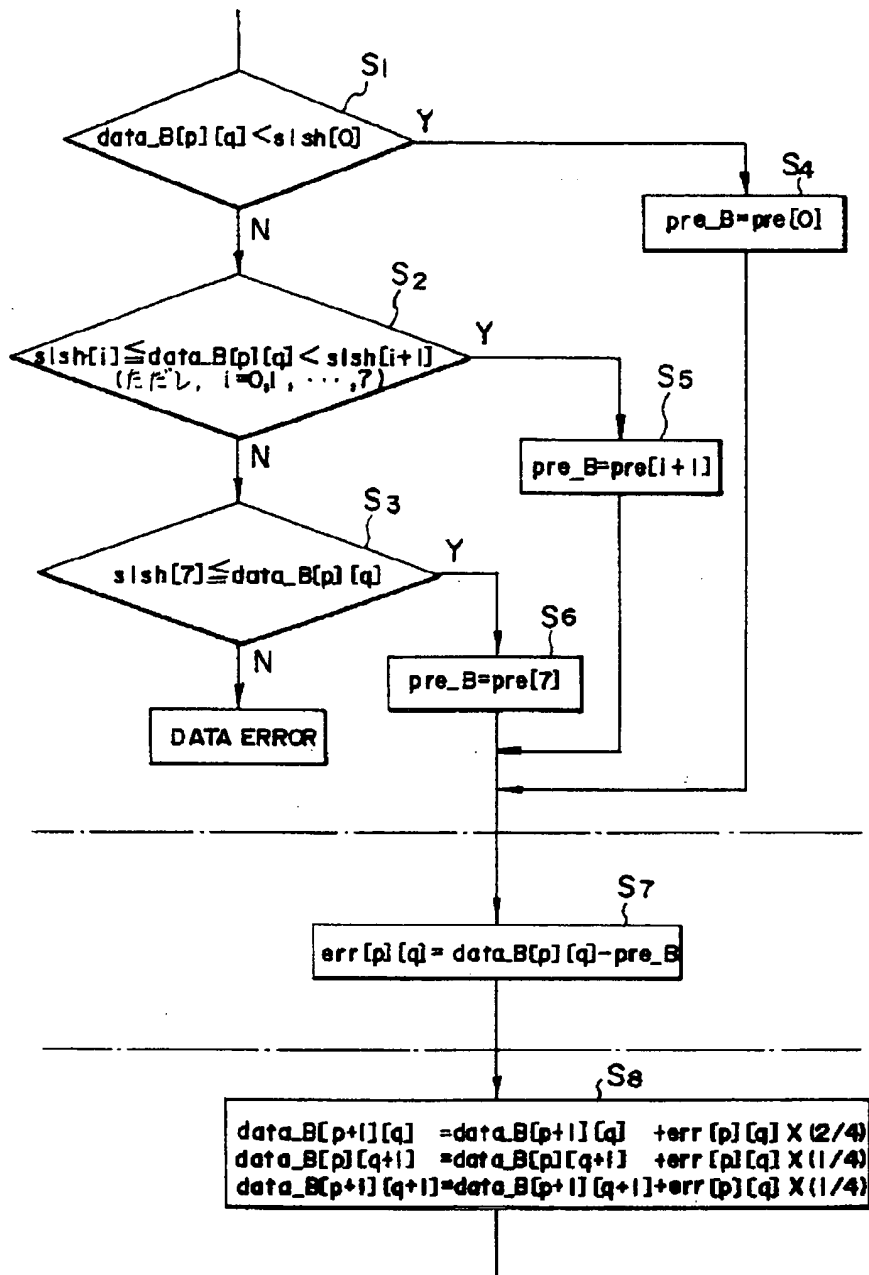 S1
data_B[p][q]<slsh[0]
Y
S4
pre_B=pre[0]
N
S2
slsh[i]≦data_B[p][q]<slsh[i+1]
(ただし、i=0,1,・・・,7)
Y
S5
pre_B=pre[i+1]
N
S3
slsh[7]≦data_B[p][q]
Y
S6
pre_B=pre[7]
N
DATA ERROR
S7
err[p][q]=data_B[p][q]-pre_B
S8
data_B[p+1][q] =data_B[p+1][q] +err[p][q]X(2/4)
data_B[p][q+1] =data_B[p][q+1] +err[p][q]X(1/4)
data_B[p+1][q+1]=data_B[p+1][q+1]+err[p][q]X(1/4)